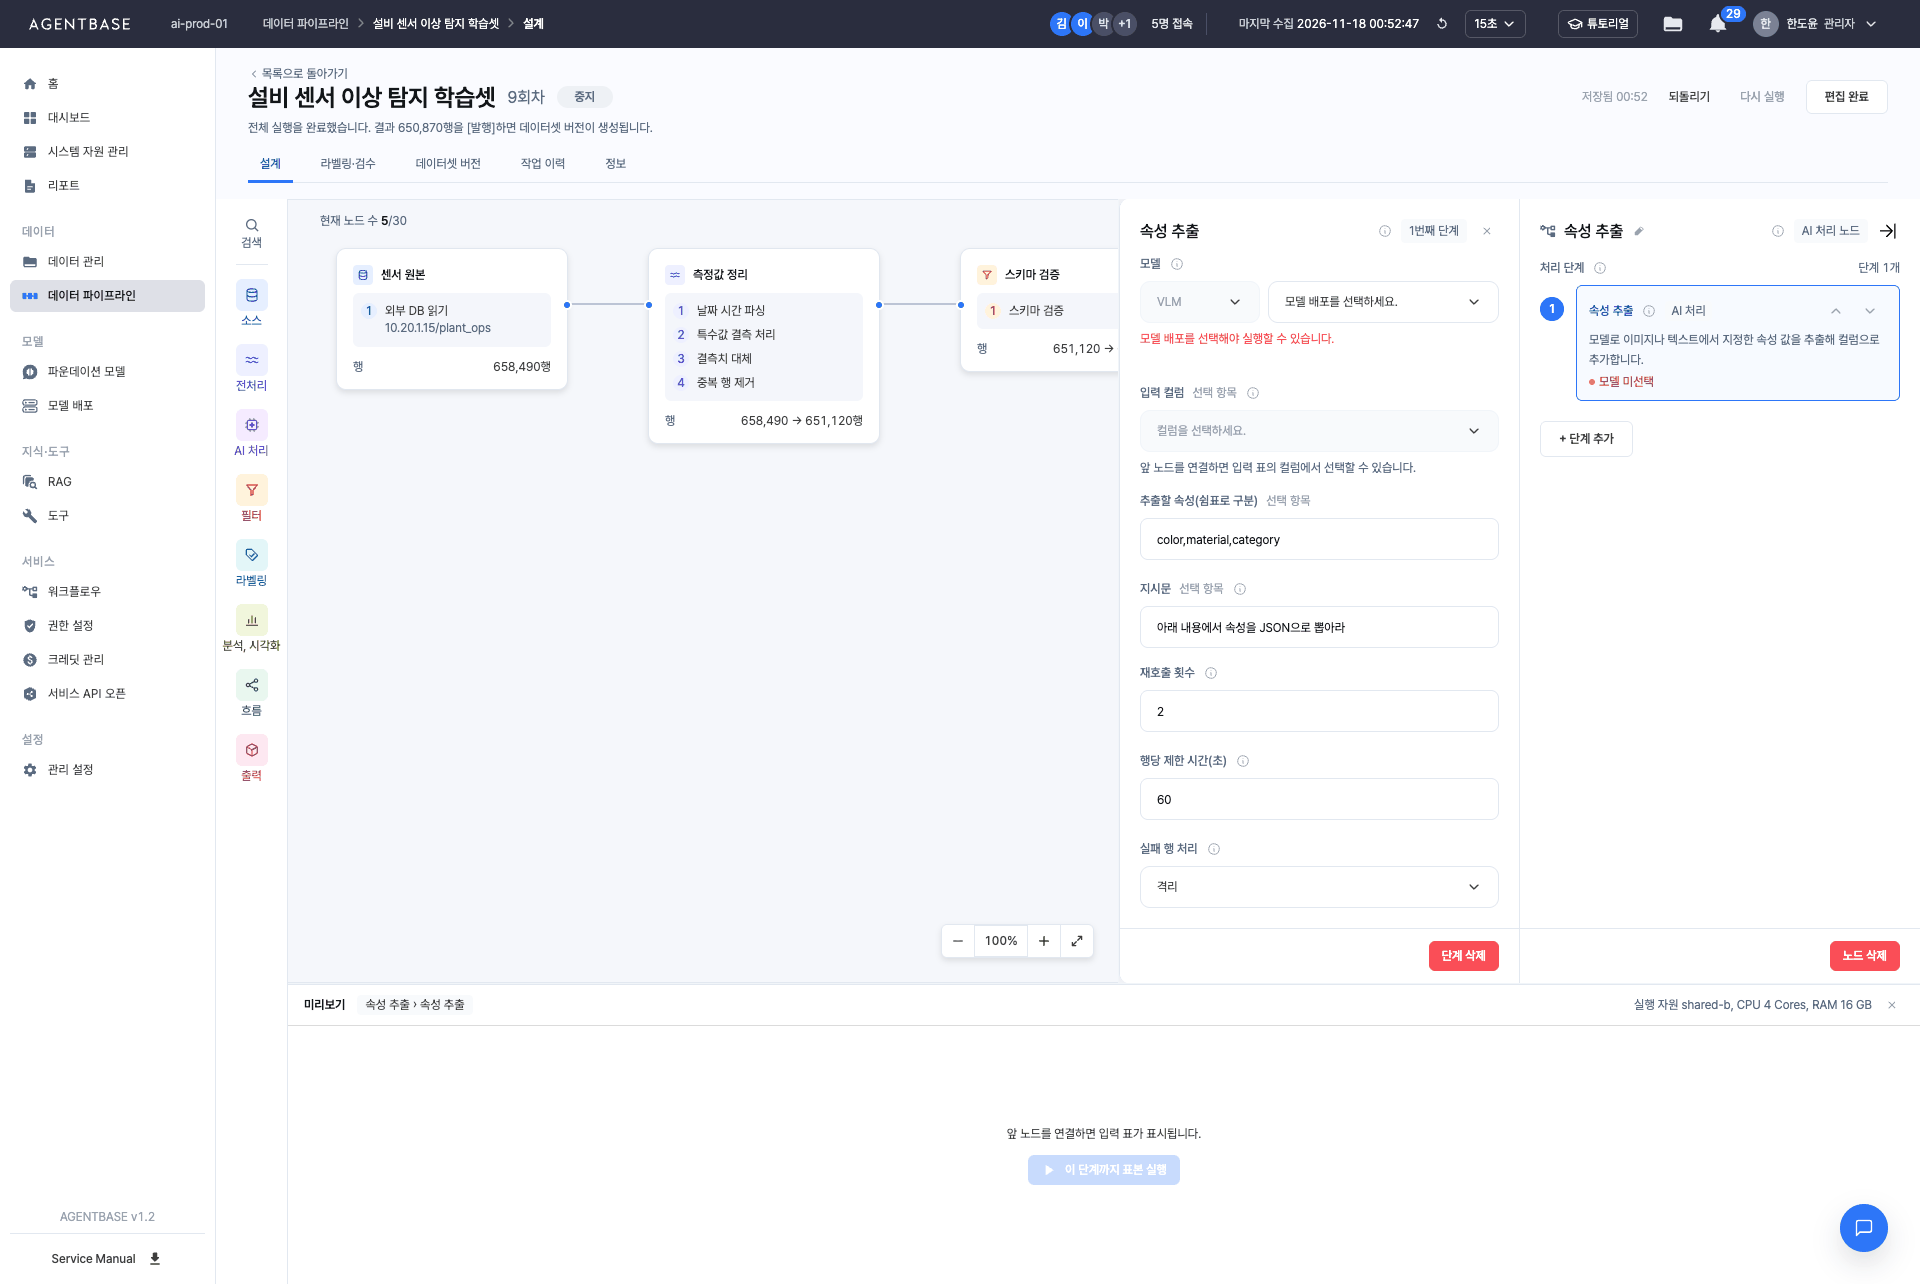 AGENTBASE
ai-prod-01
데이터 파이프라인 > 설비 센서 이상 탐지 학습셋 > 설계
김 이 박 +1 5명 접속
마지막 수집 2026-11-18 00:52:47
15초
튜토리얼
29
한 한도윤 관리자
홈
대시보드
시스템 자원 관리
리포트
데이터
데이터 관리
데이터 파이프라인
모델
파운데이션 모델
모델 배포
지식·도구
RAG
도구
서비스
워크플로우
권한 설정
크레딧 관리
서비스 API 오픈
설정
관리 설정
AGENTBASE v1.2
Service Manual
목록으로 돌아가기
설비 센서 이상 탐지 학습셋 9회차 중지
전체 실행을 완료했습니다. 결과 650,870행을 [발행]하면 데이터셋 버전이 생성됩니다.
저장됨 00:52
되돌리기
다시 실행
편집 완료
설계
라벨링·검수
데이터셋 버전
작업 이력
정보
검색
소스
전처리
AI 처리
필터
라벨링
분석, 시각화
흐름
출력
현재 노드 수 5/30
센서 원본
1 외부 DB 읽기
10.20.1.15/plant_ops
행 658,490행
측정값 정리
1 날짜 시간 파싱
2 특수값 결측 처리
3 결측치 대체
4 중복 행 제거
행 658,490 → 651,120행
스키마 검증
1 스키마 검증
행 651,120 →
100%
속성 추출
1번째 단계
모델
VLM
모델 배포를 선택하세요.
모델 배포를 선택해야 실행할 수 있습니다.
입력 컬럼 선택 항목
컬럼을 선택하세요.
앞 노드를 연결하면 입력 표의 컬럼에서 선택할 수 있습니다.
추출할 속성(쉼표로 구분) 선택 항목
color,material,category
지시문 선택 항목
아래 내용에서 속성을 JSON으로 뽑아라
재호출 횟수
2
행당 제한 시간(초)
60
실패 행 처리
격리
단계 삭제
속성 추출
AI 처리 노드
처리 단계
단계 1개
1 속성 추출 AI 처리
모델로 이미지나 텍스트에서 지정한 속성 값을 추출해 컬럼으로
추가합니다.
모델 미선택
+ 단계 추가
노드 삭제
미리보기 속성 추출 › 속성 추출
실행 자원 shared-b, CPU 4 Cores, RAM 16 GB
앞 노드를 연결하면 입력 표가 표시됩니다.
이 단계까지 표본 실행